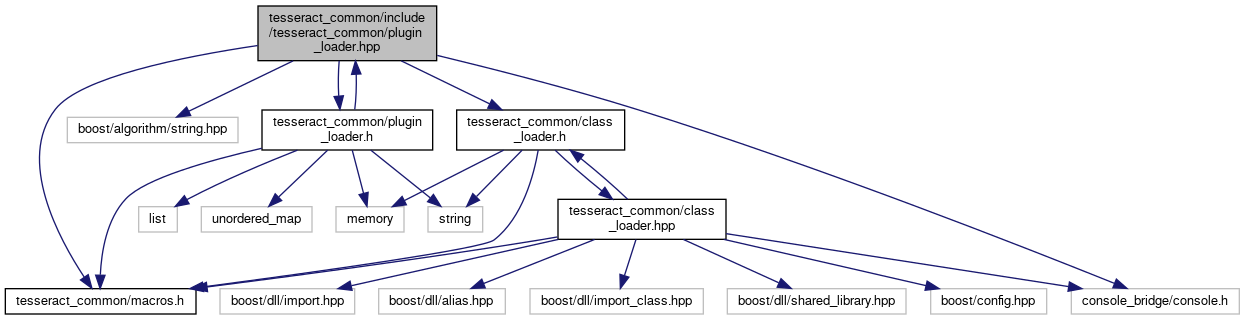 tesseract_common/include
/tesseract_common/plugin
_loader.hpp
boost/algorithm/string.hpp
tesseract_common/plugin
_loader.h
tesseract_common/class
_loader.h
list
unordered_map
memory
string
tesseract_common/class
_loader.hpp
tesseract_common/macros.h
boost/dll/import.hpp
boost/dll/alias.hpp
boost/dll/import_class.hpp
boost/dll/shared_library.hpp
boost/config.hpp
console_bridge/console.h